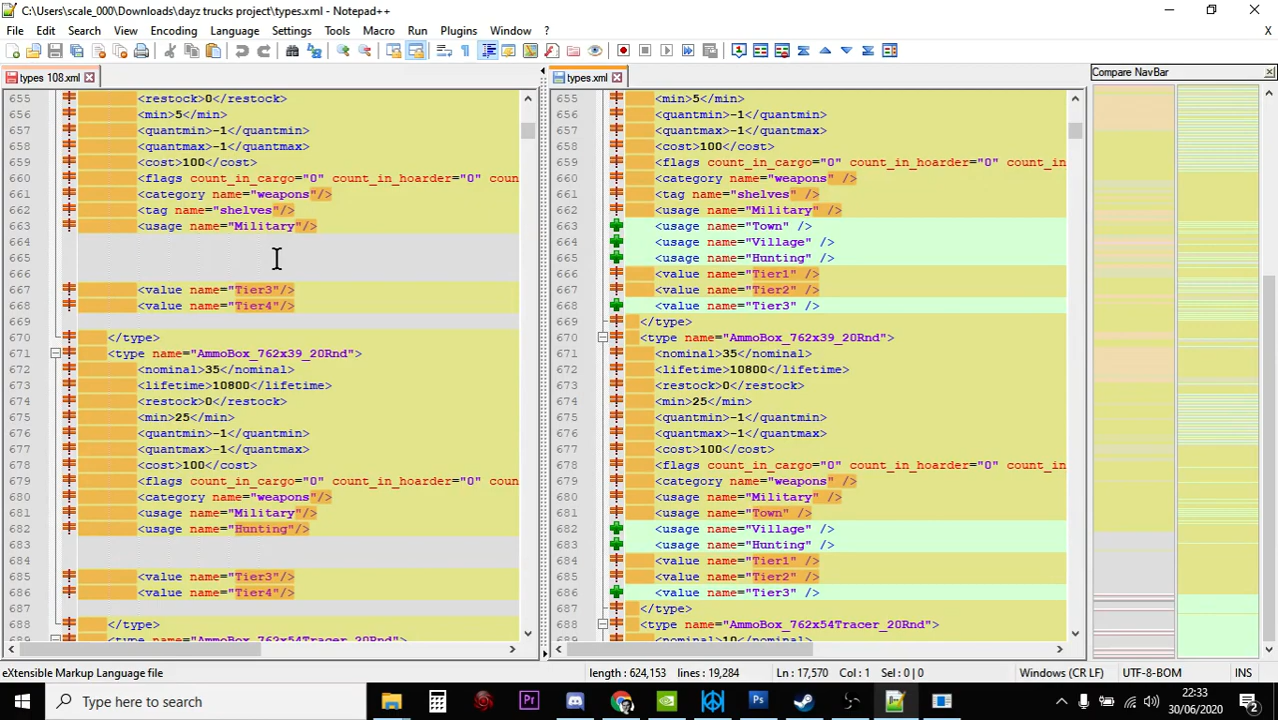 C:\Users\scale_000\Downloads\dayz trucks project\types.xml - Notepad++
File Edit Search View Encoding Language Settings Tools Macro Run Plugins Window ? X
types 108.xml
655 <restock>0</restock>
656 <min>5</min>
657 <quantmin>-1</quantmin>
658 <quantmax>-1</quantmax>
659 <cost>100</cost>
660 <flags count_in_cargo="0" count_in_hoarder="0" coun
661 <category name="weapons"/>
662 <tag name="shelves"/>
663 <usage name="Military"/>
664
665
666
667 <value name="Tier3"/>
668 <value name="Tier4"/>
669
670 </type>
671 <type name="AmmoBox_762x39_20Rnd">
672 <nominal>35</nominal>
673 <lifetime>10800</lifetime>
674 <restock>0</restock>
675 <min>25</min>
676 <quantmin>-1</quantmin>
677 <quantmax>-1</quantmax>
678 <cost>100</cost>
679 <flags count_in_cargo="0" count_in_hoarder="0" coun
680 <category name="weapons"/>
681 <usage name="Military"/>
682 <usage name="Hunting"/>
683
684
685 <value name="Tier3"/>
686 <value name="Tier4"/>
687
688 </type>
689 <type name="AmmoBox_762x54Tracer_20Rnd">
types.xml
655 <min>5</min>
656 <quantmin>-1</quantmin>
657 <quantmax>-1</quantmax>
658 <cost>100</cost>
659 <flags count_in_cargo="0" count_in_hoarder="0" count_in
660 <category name="weapons" />
661 <tag name="shelves" />
662 <usage name="Military" />
663 <usage name="Town" />
664 <usage name="Village" />
665 <usage name="Hunting" />
666 <value name="Tier1" />
667 <value name="Tier2" />
668 <value name="Tier3" />
669 </type>
670 <type name="AmmoBox_762x39_20Rnd">
671 <nominal>35</nominal>
672 <lifetime>10800</lifetime>
673 <restock>0</restock>
674 <min>25</min>
675 <quantmin>-1</quantmin>
676 <quantmax>-1</quantmax>
677 <cost>100</cost>
678 <flags count_in_cargo="0" count_in_hoarder="0" count_in
679 <category name="weapons" />
680 <usage name="Military" />
681 <usage name="Town" />
682 <usage name="Village" />
683 <usage name="Hunting" />
684 <value name="Tier1" />
685 <value name="Tier2" />
686 <value name="Tier3" />
687 </type>
688 <type name="AmmoBox_762x54Tracer_20Rnd">
689 <nominal>10</nominal>
Compare NavBar
eXtensible Markup Language file length : 624,153 lines : 19,284 Ln : 17,570 Col : 1 Sel : 0 | 0 Windows (CR LF) UTF-8-BOM INS
Type here to search
Pr
Ps
22:33
30/06/2020
2